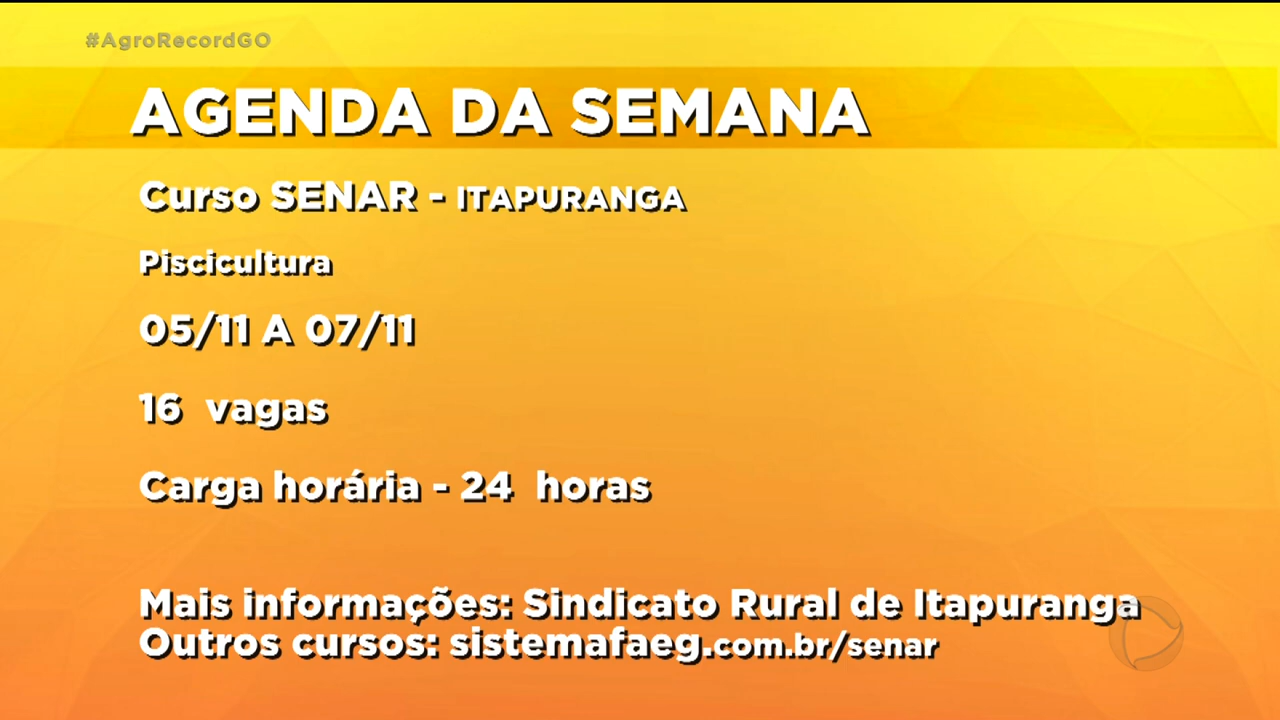 #AgroRecordGO
AGENDA DA SEMANA
Curso SENAR - ITAPURANGA
Piscicultura
05/11 A 07/11
16 vagas
Carga horária - 24 horas
Mais informações: Sindicato Rural de Itapuranga
Outros cursos: sistemafaeg.com.br/senar